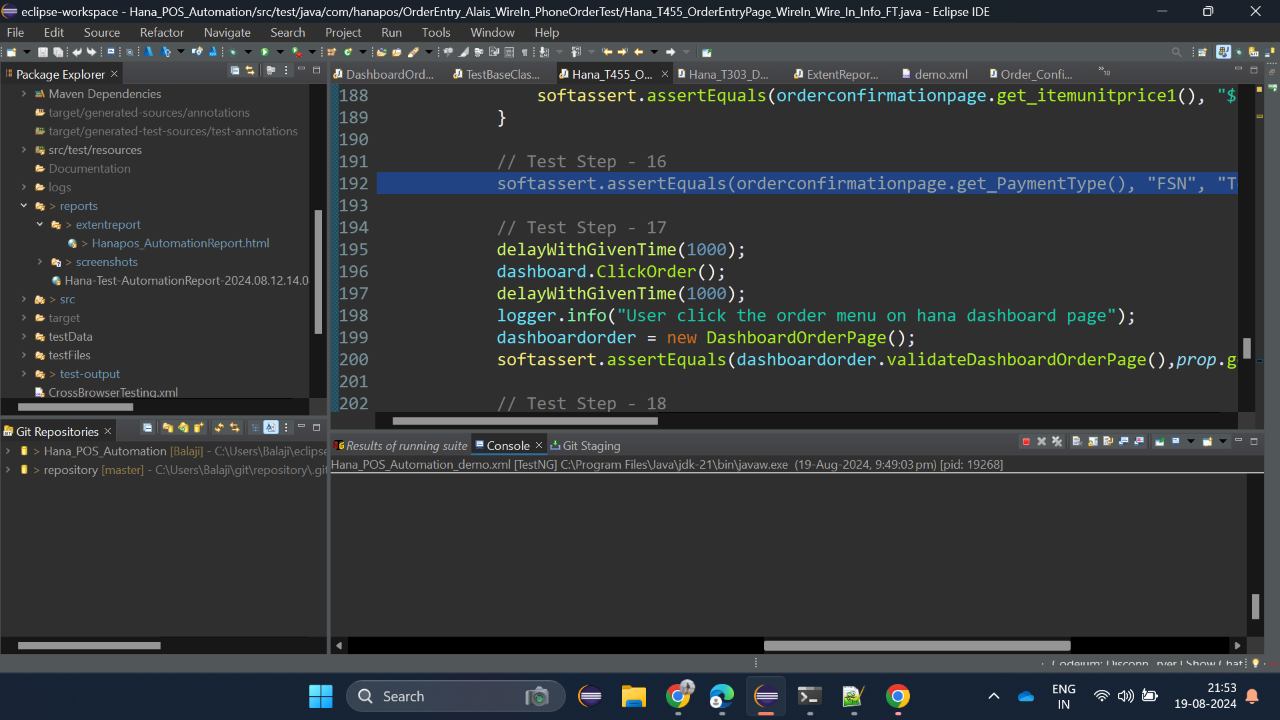 eclipse-workspace - Hana_POS_Automation/src/test/java/com/hanapos/OrderEntry_Alais_WireIn_PhoneOrderTest/Hana_T455_OrderEntryPage_WireIn_Wire_In_Info_FT.java - Eclipse IDE
File Edit Source Refactor Navigate Search Project Run Tools Window Help
Package Explorer
Maven Dependencies
target/generated-sources/annotations
target/generated-test-sources/test-annotations
src/test/resources
Documentation
logs
> reports
> extentreport
> Hanapos_AutomationReport.html
> screenshots
Hana-Test-AutomationReport-2024.08.12.14.0
> src
target
testData
testFiles
> test-output
CrossBrowserTesting.xml
Git Repositories
> Hana_POS_Automation [Balaji] - C:\Users\Balaji\eclipse
> repository [master] - C:\Users\Balaji\git\repository\.git
DashboardOrd... TestBaseClas... Hana_T455_O... Hana_T303_D... ExtentRepor... demo.xml Order_Confi... »10
188 softassert.assertEquals(orderconfirmationpage.get_itemunitprice1(), "$
189 }
190
191 // Test Step - 16
192 softassert.assertEquals(orderconfirmationpage.get_PaymentType(), "FSN", "T
193
194 // Test Step - 17
195 delayWithGivenTime(1000);
196 dashboard.ClickOrder();
197 delayWithGivenTime(1000);
198 logger.info("User click the order menu on hana dashboard page");
199 dashboardorder = new DashboardOrderPage();
200 softassert.assertEquals(dashboardorder.validateDashboardOrderPage(),prop.g
201
202 // Test Step - 18
Results of running suite Console Git Staging
Hana_POS_Automation_demo.xml [TestNG] C:\Program Files\Java\jdk-21\bin\javaw.exe (19-Aug-2024, 9:49:03 pm) [pid: 19268]
Search
ENG
IN
21:53
19-08-2024